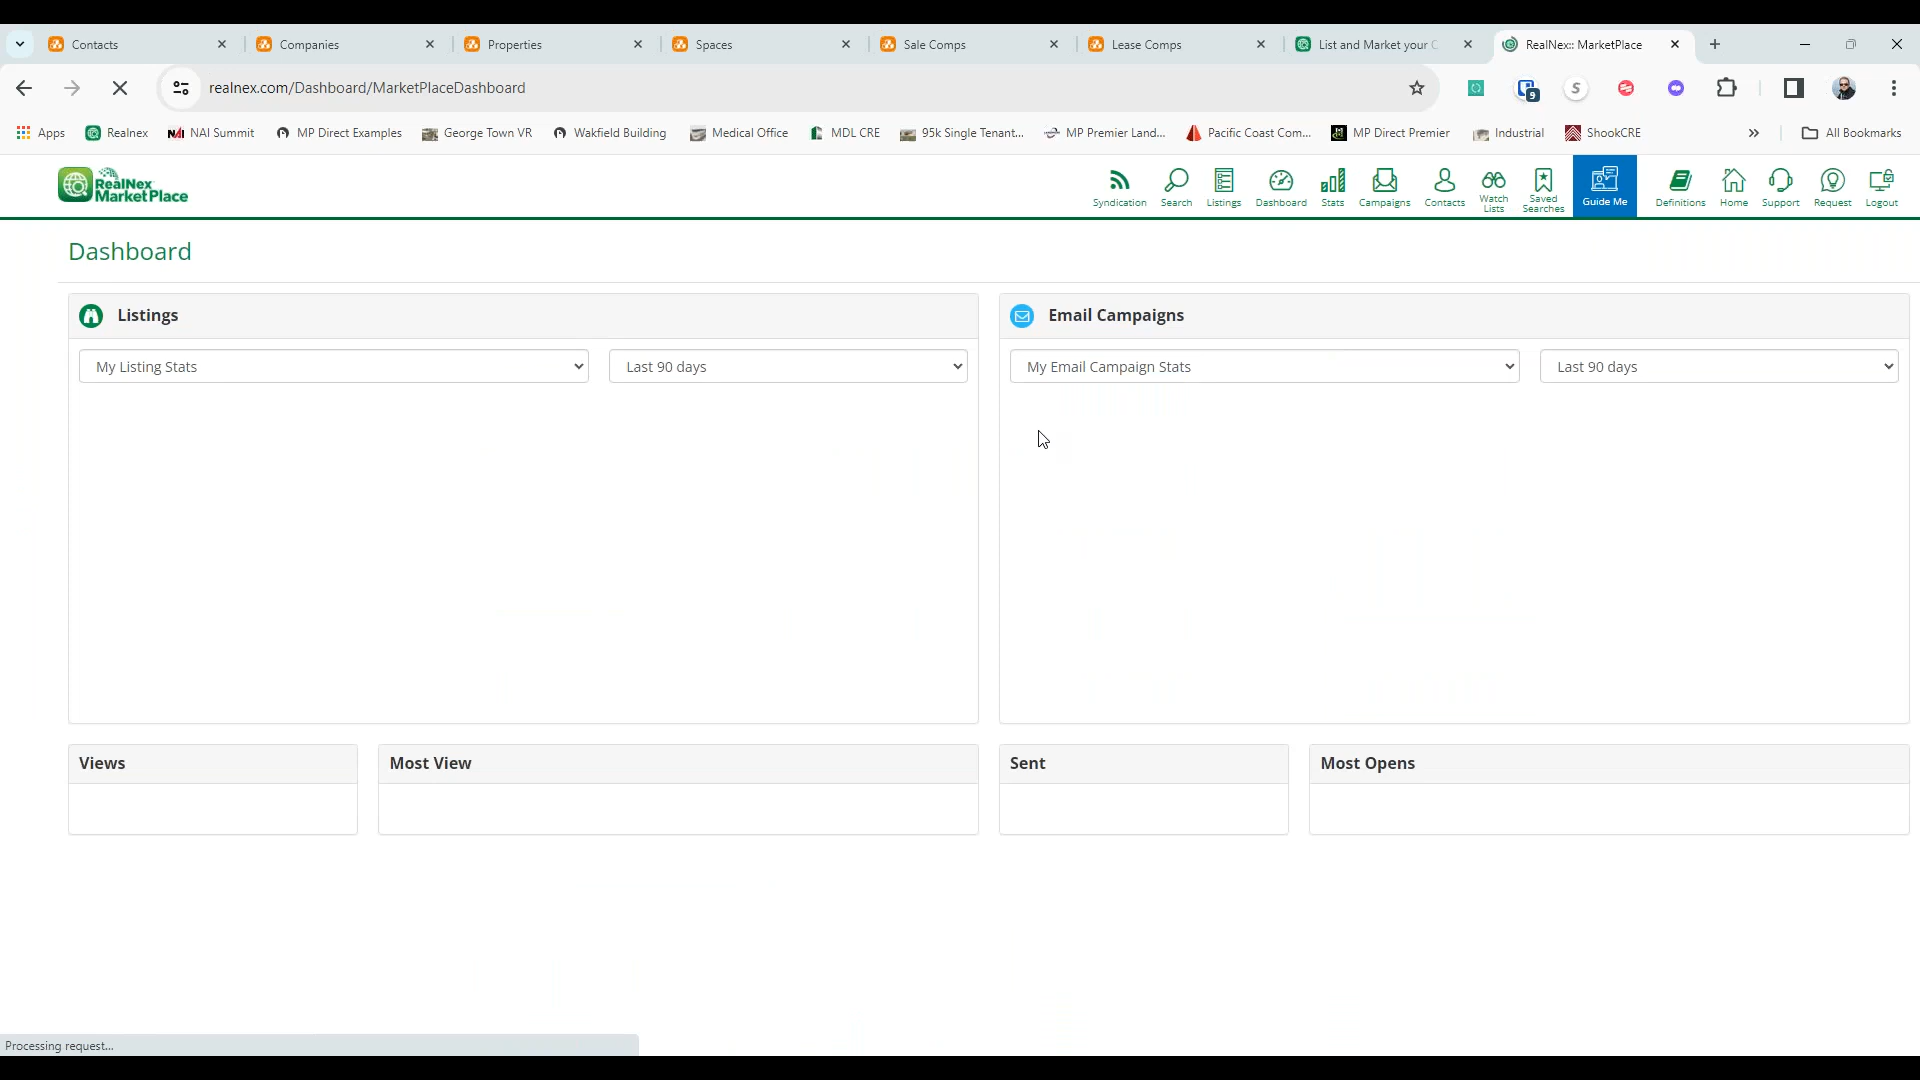 Contacts
Companies
Properties
Spaces
Sale Comps
Lease Comps
List and Market your C
RealNex:: MarketPlace
realnex.com/Dashboard/MarketPlaceDashboard
9
S
Apps
Realnex
NAI Summit
MP Direct Examples
George Town VR
Wakfield Building
Medical Office
MDL CRE
95k Single Tenant...
MP Premier Land...
Pacific Coast Com...
MP Direct Premier
Industrial
ShookCRE
All Bookmarks
RealNex
MarketPlace
Syndication
Search
Listings
Dashboard
Stats
Campaigns
Contacts
Watch
Lists
Saved
Searches
Guide Me
Definitions
Home
Support
Request
Logout
Dashboard
Listings
Email Campaigns
My Listing Stats
Last 90 days
My Email Campaign Stats
Last 90 days
Views
Most View
Sent
Most Opens
Processing request...